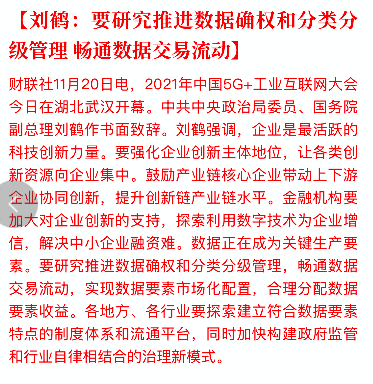 【刘鹤：要研究推进数据确权和分类分
级管理 畅通数据交易流动】
财联社11月20日电，2021年中国5G+工业互联网大会
今日在湖北武汉开幕。中共中央政治局委员、国务院
副总理刘鹤作书面致辞。刘鹤强调，企业是最活跃的
科技创新力量。要强化企业创新主体地位，让各类创
新资源向企业集中。鼓励产业链核心企业带动上下游
企业协同创新，提升创新链产业链水平。金融机构要
加大对企业创新的支持，探索利用数字技术为企业增
信，解决中小企业融资难。数据正在成为关键生产要
素。要研究推进数据确权和分类分级管理，畅通数据
交易流动，实现数据要素市场化配置，合理分配数据
要素收益。各地方、各行业要探索建立符合数据要素
特点的制度体系和流通平台，同时加快构建政府监管
和行业自律相结合的治理新模式。